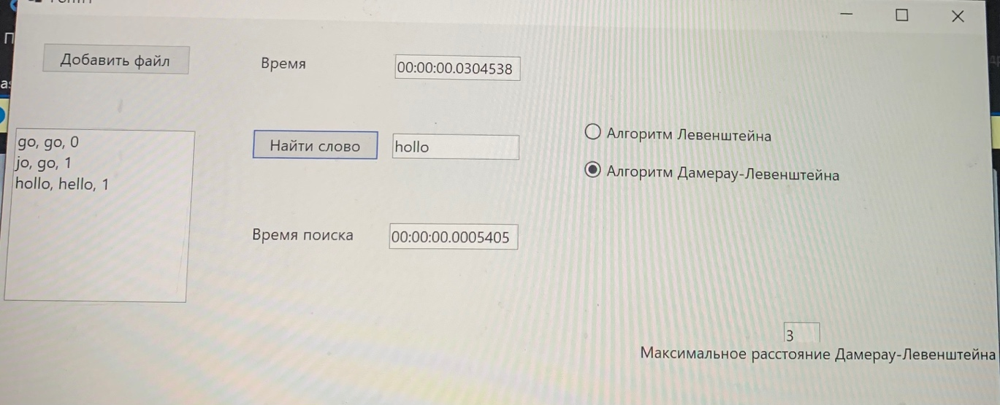 Добавить файл
Время
00:00:00.0304538
go, go, 0
jo, go, 1
hollo, hello, 1
Найти слово
hollo
Алгоритм Левенштейна
Алгоритм Дамерау-Левенштейна
Время поиска
00:00:00.0005405
3
Максимальное расстояние Дамерау-Левенштейна